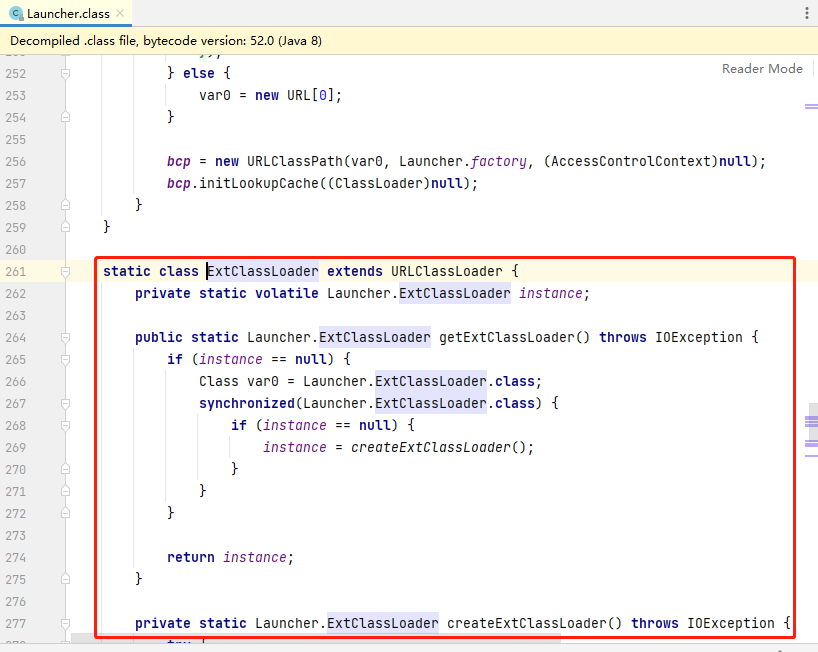 Launcher.class
Decompiled .class file, bytecode version: 52.0 (Java 8)
Reader Mode
252 } else {
253 var0 = new URL[0];
254 }
255
256 bcp = new URLClassPath(var0, Launcher.factory, (AccessControlContext)null);
257 bcp.initLookupCache((ClassLoader)null);
258 }
259 }
260
261 static class ExtClassLoader extends URLClassLoader {
262 private static volatile Launcher.ExtClassLoader instance;
263
264 public static Launcher.ExtClassLoader getExtClassLoader() throws IOException {
265 if (instance == null) {
266 Class var0 = Launcher.ExtClassLoader.class;
267 synchronized(Launcher.ExtClassLoader.class) {
268 if (instance == null) {
269 instance = createExtClassLoader();
270 }
271 }
272 }
273
274 return instance;
275 }
276
277 private static Launcher.ExtClassLoader createExtClassLoader() throws IOException {